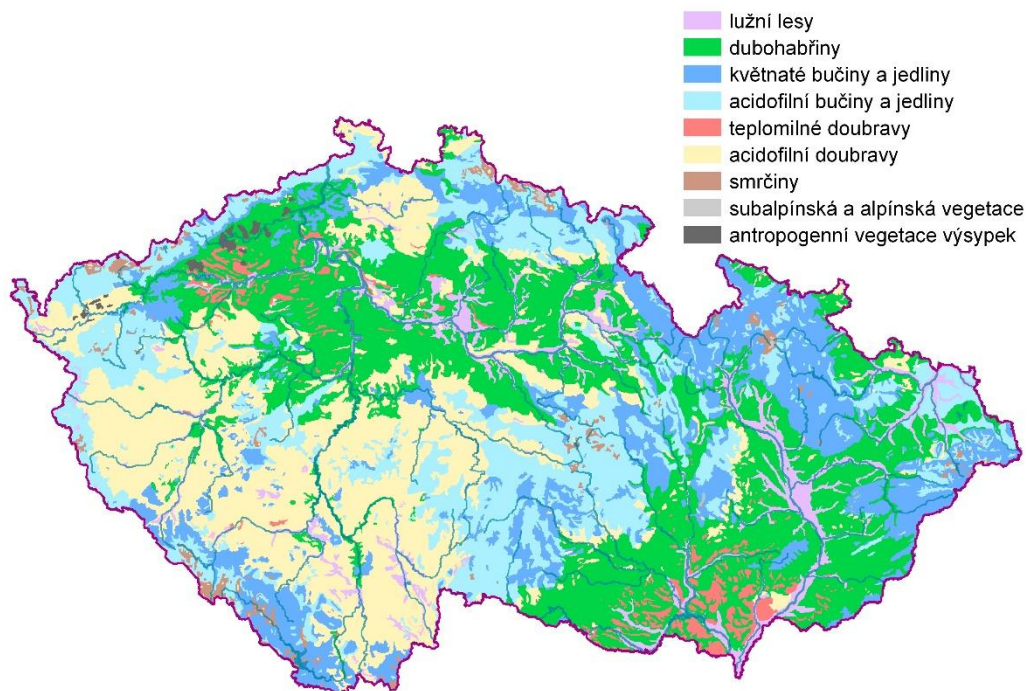 lužní lesy
dubohabřiny
květnaté bučiny a jedliny
acidofilní bučiny a jedliny
teplomilné doubravy
acidofilní doubravy
smrčiny
subalpínská a alpínská vegetace
antropogenní vegetace výsypek